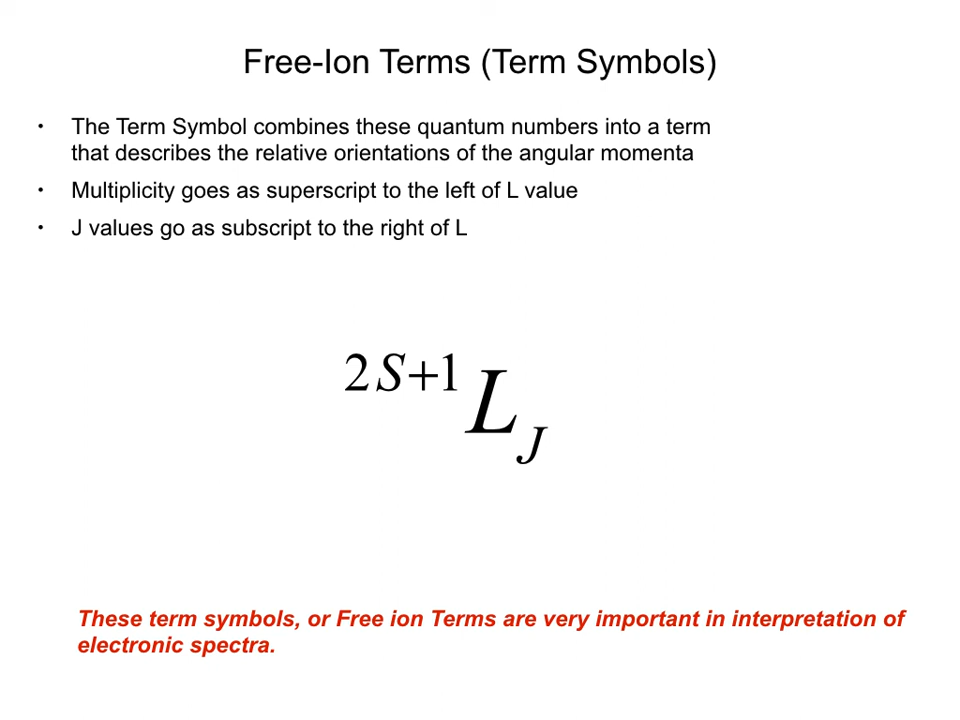 Free-Ion Terms (Term Symbols)
• The Term Symbol combines these quantum numbers into a term
that describes the relative orientations of the angular momenta
• Multiplicity goes as superscript to the left of L value
• J values go as subscript to the right of L
2S+1 L J
These term symbols, or Free ion Terms are very important in interpretation of
electronic spectra.